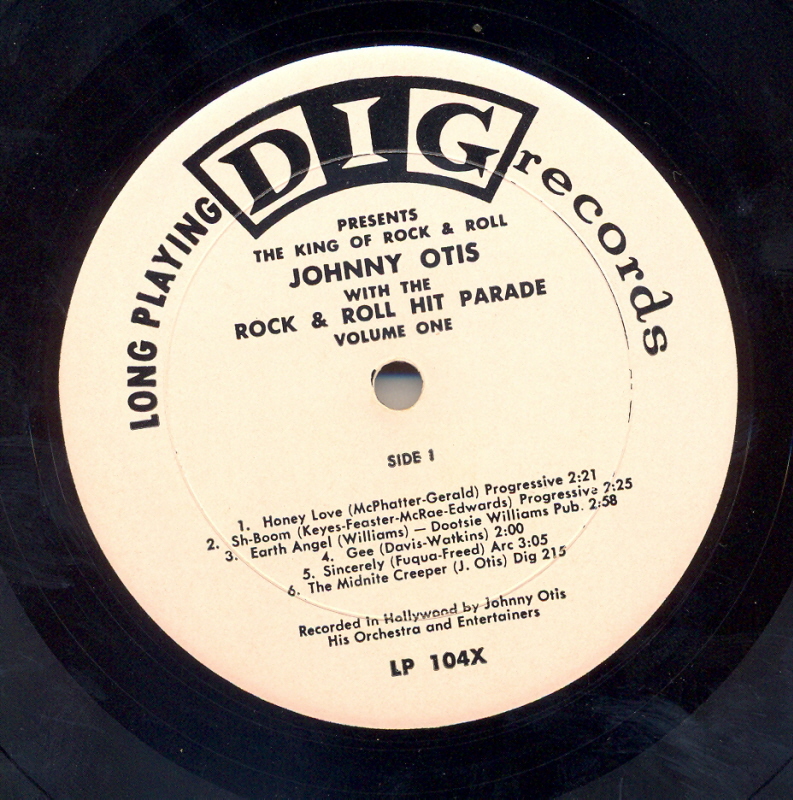 LONG PLAYING DIG records
PRESENTS
THE KING OF ROCK & ROLL
JOHNNY OTIS
WITH THE
ROCK & ROLL HIT PARADE
VOLUME ONE
SIDE 1
1. Honey Love (McPhatter-Gerald) Progressive 2:21
2. Sh-Boom (Keyes-Feaster-McRae-Edwards) Progressive 2:25
3. Earth Angel (Williams) — Dootsie Williams Pub. 2:58
4. Gee (Davis-Watkins) 2:00
5. Sincerely (Fuqua-Freed) Arc 3:05
6. The Midnite Creeper (J. Otis) Dig 215
Recorded in Hollywood by Johnny Otis
His Orchestra and Entertainers
LP 104X